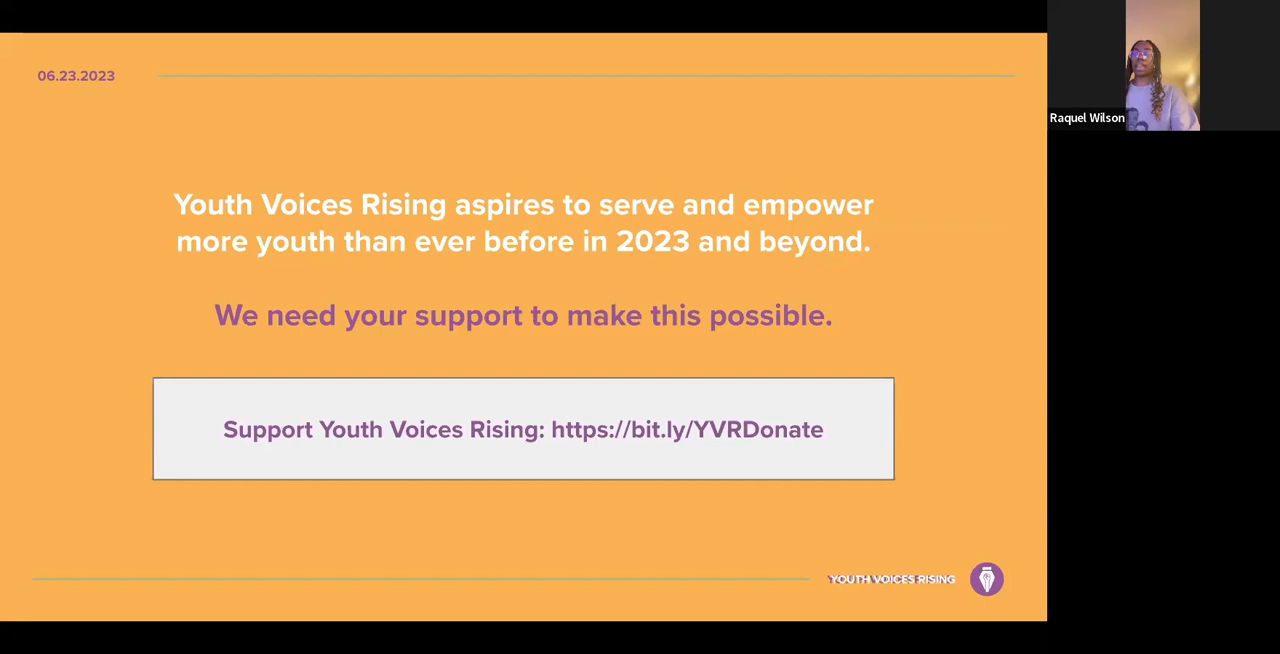 06.23.2023
Youth Voices Rising aspires to serve and empower
more youth than ever before in 2023 and beyond.
We need your support to make this possible.
Support Youth Voices Rising: https://bit.ly/YVRDonate
YOUTH VOICES RISING
Raquel Wilson